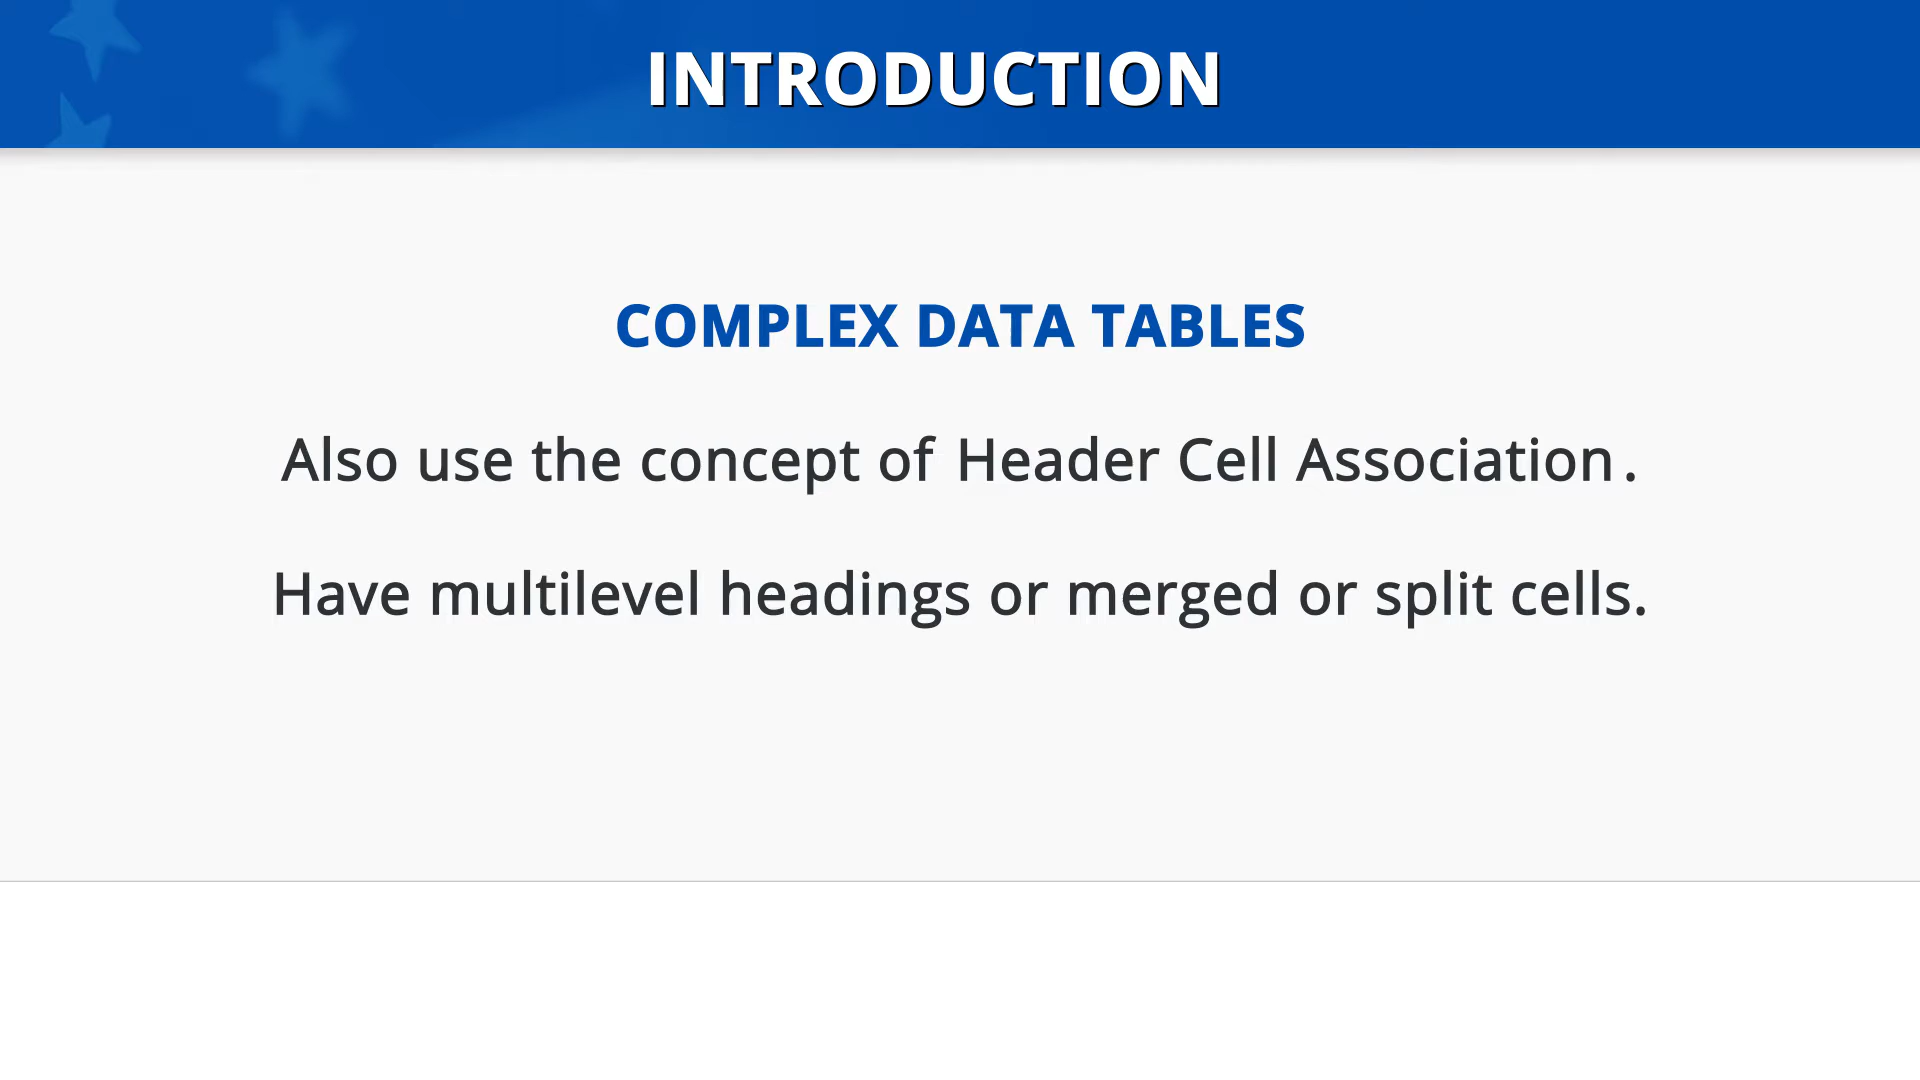 INTRODUCTION
COMPLEX DATA TABLES
Also use the concept of Header Cell Association.
Have multilevel headings or merged or split cells.